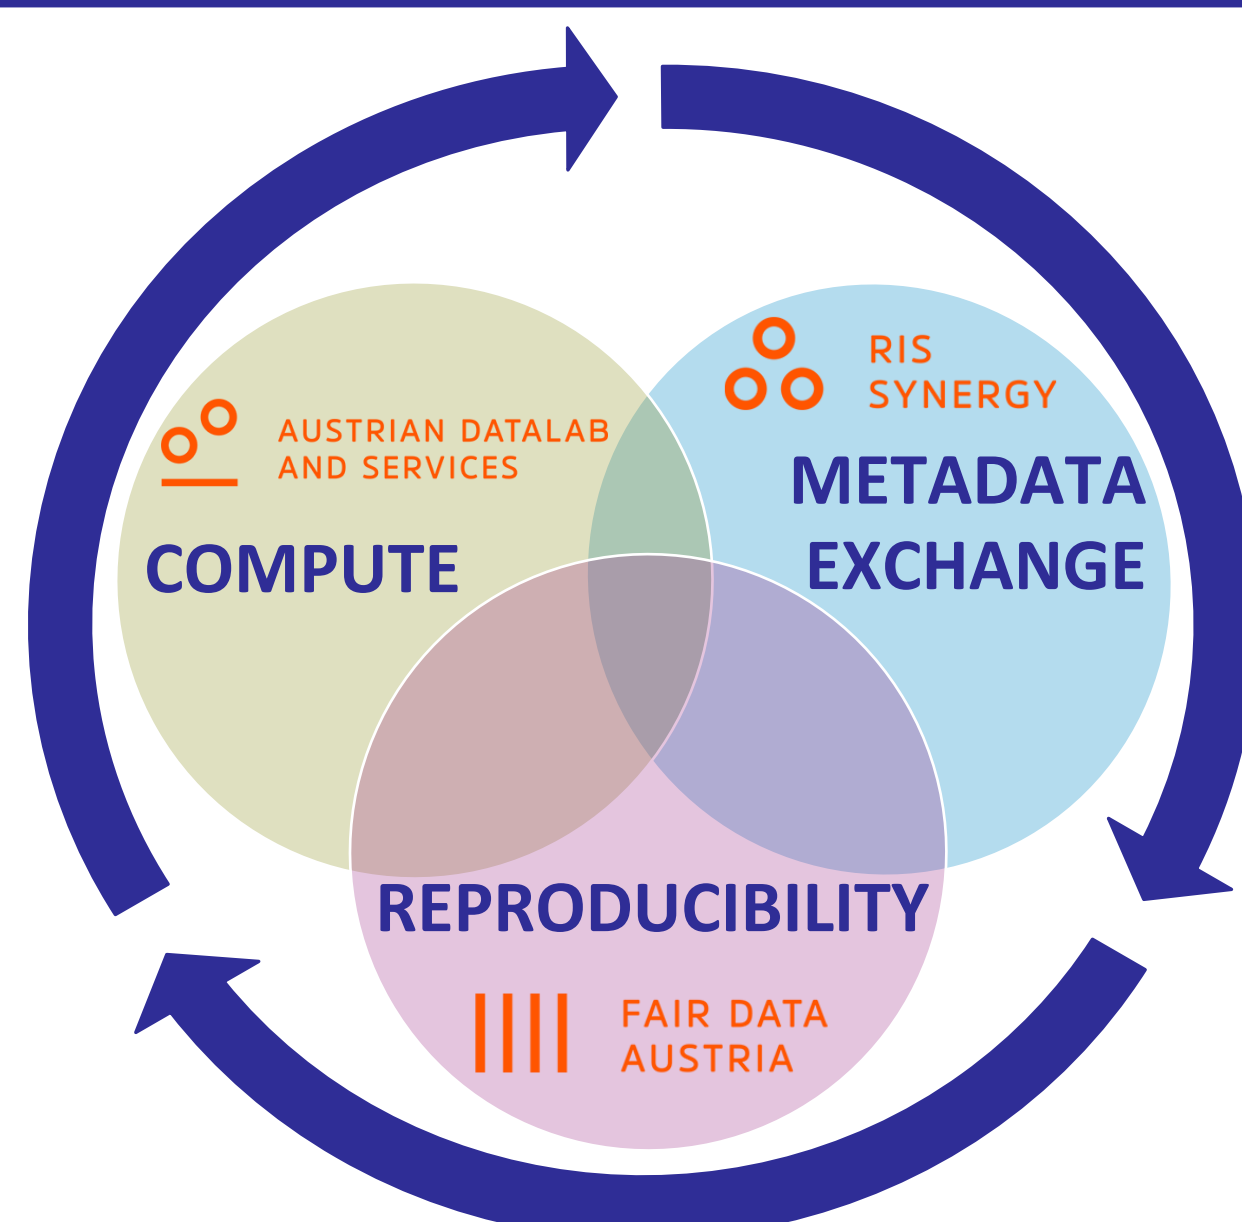 AUSTRIAN DATALAB
AND SERVICES
COMPUTE
RIS
SYNERGY
METADATA
EXCHANGE
REPRODUCIBILITY
FAIR DATA
AUSTRIA